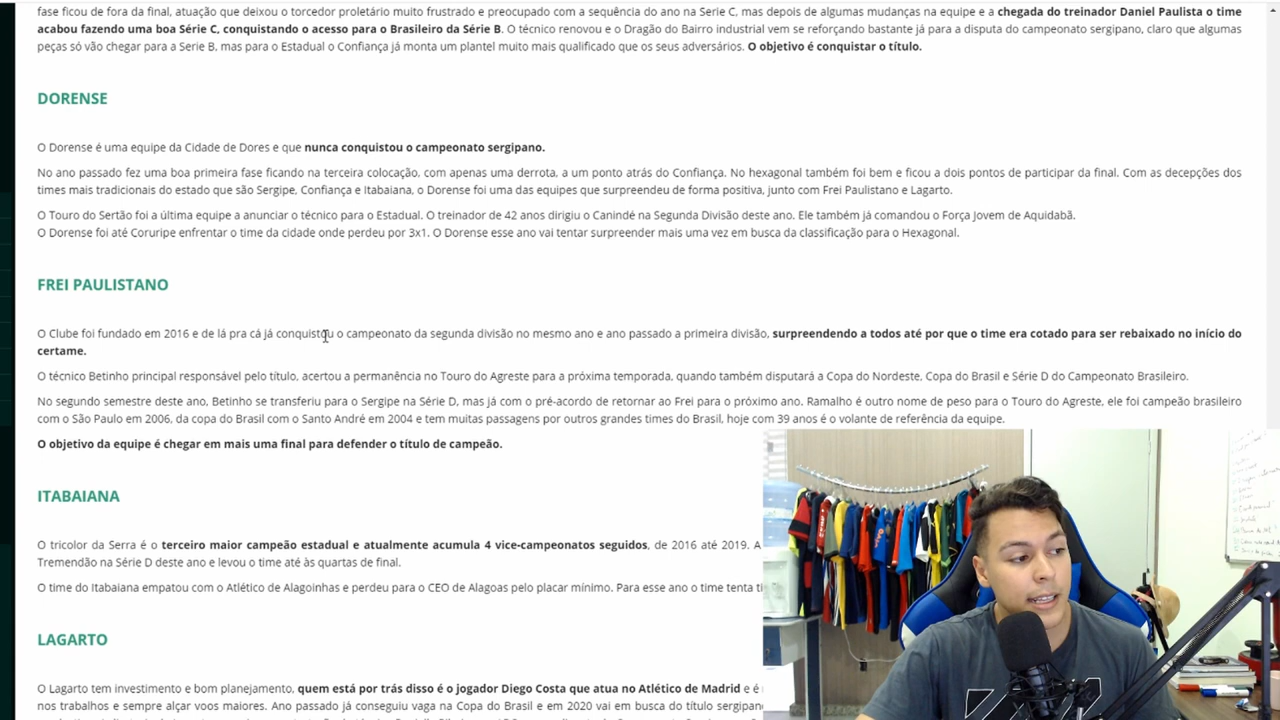 fase ficou de fora da final, atuação que deixou o torcedor proletário muito frustrado e preocupado com a sequência do ano na Serie C, mas depois de algumas mudanças na equipe e a chegada do treinador Daniel Paulista o time
acabou fazendo uma boa Série C, conquistando o acesso para o Brasileiro da Série B. O técnico renovou e o Dragão do Bairro industrial vem se reforçando bastante já para a disputa do campeonato sergipano, claro que algumas
peças só vão chegar para a Serie B, mas para o Estadual o Confiança já monta um plantel muito mais qualificado que os seus adversários. O objetivo é conquistar o título.
DORENSE
O Dorense é uma equipe da Cidade de Dores e que nunca conquistou o campeonato sergipano.
No ano passado fez uma boa primeira fase ficando na terceira colocação, com apenas uma derrota, a um ponto atrás do Confiança. No hexagonal também foi bem e ficou a dois pontos de participar da final. Com as decepções dos
times mais tradicionais do estado que são Sergipe, Confiança e Itabaiana, o Dorense foi uma das equipes que surpreendeu de forma positiva, junto com Frei Paulistano e Lagarto.
O Touro do Sertão foi a última equipe a anunciar o técnico para o Estadual. O treinador de 42 anos dirigiu o Canindé na Segunda Divisão deste ano. Ele também já comandou o Força Jovem de Aquidabã.
O Dorense foi até Coruripe enfrentar o time da cidade onde perdeu por 3x1. O Dorense esse ano vai tentar surpreender mais uma vez em busca da classificação para o Hexagonal.
FREI PAULISTANO
O Clube foi fundado em 2016 e de lá pra cá já conquistou o campeonato da segunda divisão no mesmo ano e ano passado a primeira divisão, surpreendendo a todos até por que o time era cotado para ser rebaixado no início do
certame.
O técnico Betinho principal responsável pelo título, acertou a permanência no Touro do Agreste para a próxima temporada, quando também disputará a Copa do Nordeste, Copa do Brasil e Série D do Campeonato Brasileiro.
No segundo semestre deste ano, Betinho se transferiu para o Sergipe na Série D, mas já com o pré-acordo de retornar ao Frei para o próximo ano. Ramalho é outro nome de peso para o Touro do Agreste, ele foi campeão brasileiro
com o São Paulo em 2006, da copa do Brasil com o Santo André em 2004 e tem muitas passagens por outros grandes times do Brasil, hoje com 39 anos é o volante de referência da equipe.
O objetivo da equipe é chegar em mais uma final para defender o título de campeão.
ITABAIANA
O tricolor da Serra é o terceiro maior campeão estadual e atualmente acumula 4 vice-campeonatos seguidos, de 2016 até 2019. A
Tremendão na Série D deste ano e levou o time até às quartas de final.
O time do Itabaiana empatou com o Atlético de Alagoinhas e perdeu para o CEO de Alagoas pelo placar mínimo. Para esse ano o time tenta ti
LAGARTO
O Lagarto tem investimento e bom planejamento, quem está por trás disso é o jogador Diego Costa que atua no Atlético de Madrid e é
nos trabalhos e sempre alçar voos maiores. Ano passado já conseguiu vaga na Copa do Brasil e em 2020 vai em busca do título sergipano